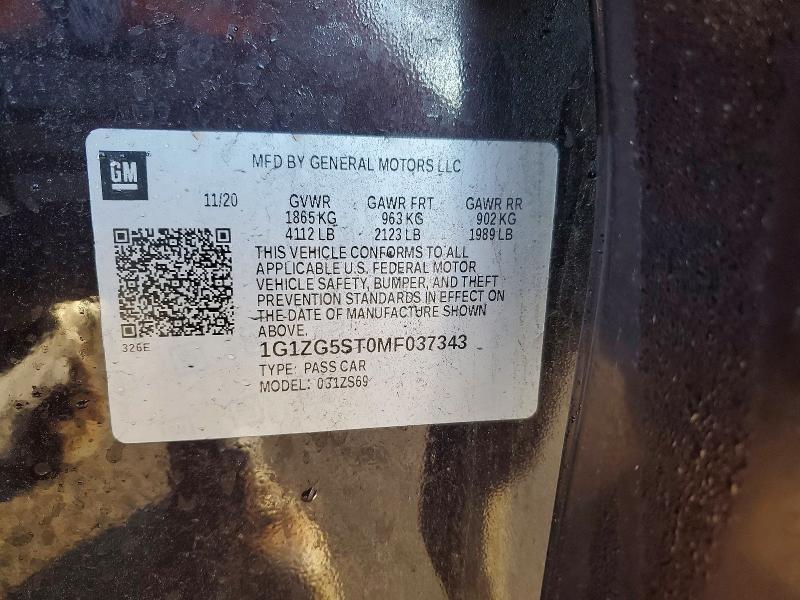 GM
MFD BY GENERAL MOTORS LLC
11/20 GVWR GAWR FRT GAWR RR
1865 KG 963 KG 902 KG
4112 LB 2123 LB 1989 LB
THIS VEHICLE CONFORMS TO ALL
APPLICABLE U.S. FEDERAL MOTOR
VEHICLE SAFETY, BUMPER, AND THEFT
PREVENTION STANDARDS IN EFFECT ON
THE DATE OF MANUFACTURE SHOWN
ABOVE.
326E
1G1ZG5ST0MF037343
TYPE: PASS CAR
MODEL: 031ZS69